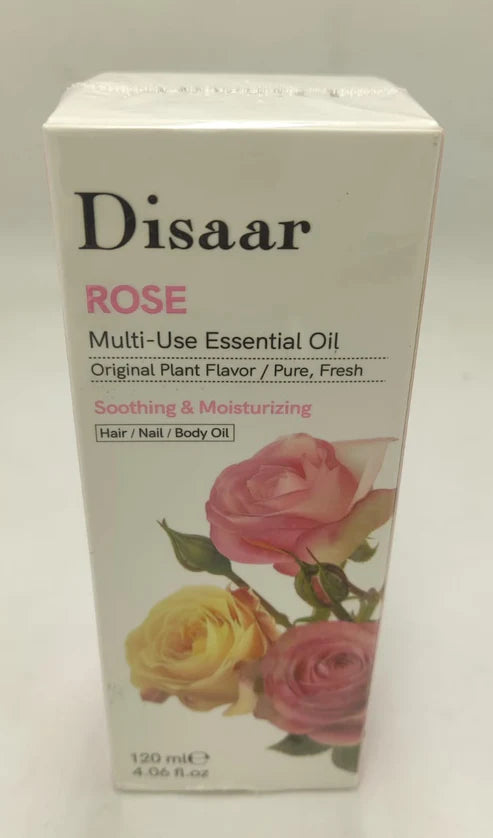 Disaar
ROSE
Multi-Use Essential Oil
Original Plant Flavor / Pure, Fresh
Soothing & Moisturizing
Hair / Nail / Body Oil
120 ml℮
4.06 fl.oz